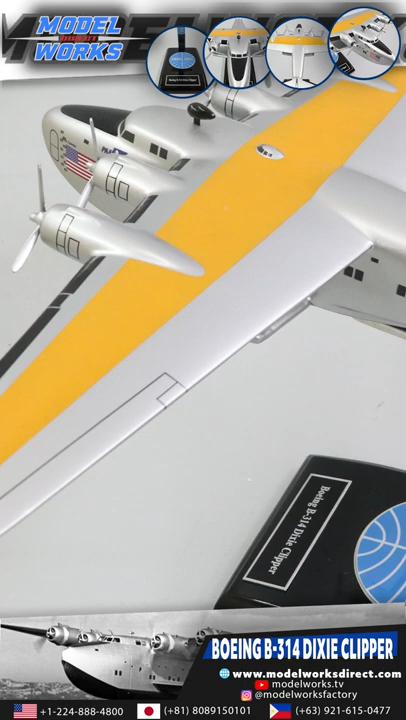 MODEL
WORKS
Boeing B-314 Dixie Clipper
BOEING B-314 DIXIE CLIPPER
www.modelworksdirect.com
modelworks.tv
@modelworksfactory
+1-224-888-4800
(+81) 8089150101
(+63) 921-615-0477